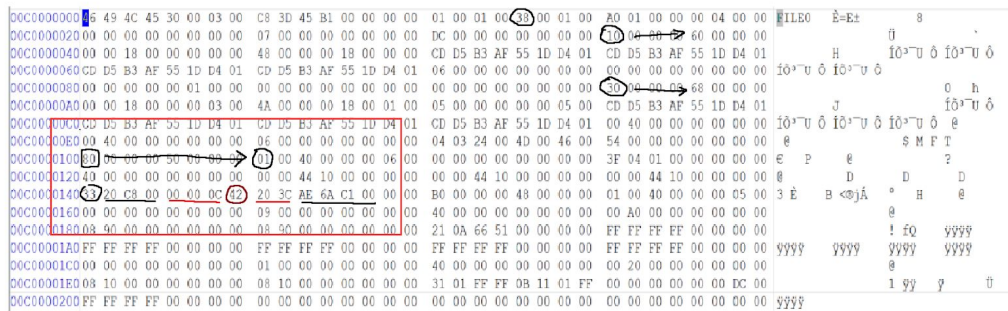 00C0000000 46 49 4C 45 30 00 03 00 C8 3D 45 B1 00 00 00 00 01 00 01 00 38 00 01 00 A0 01 00 00 00 04 00 00 FILE0 È=E± 8
00C0000020 00 00 00 00 00 00 00 00 07 00 00 00 00 00 00 00 DC 00 00 00 00 00 00 00 10 00 00 00 60 00 00 00 Ü `
00C0000040 00 00 18 00 00 00 00 00 48 00 00 00 18 00 00 00 CD D5 B3 AF 55 1D D4 01 CD D5 B3 AF 55 1D D4 01 H ÍÕ³¯U Ô ÍÕ³¯U Ô
00C0000060 CD D5 B3 AF 55 1D D4 01 CD D5 B3 AF 55 1D D4 01 06 00 00 00 00 00 00 00 00 00 00 00 00 00 00 00 ÍÕ³¯U Ô ÍÕ³¯U Ô
00C0000080 00 00 00 00 00 01 00 00 00 00 00 00 00 00 00 00 00 00 00 00 00 00 00 00 30 00 00 00 68 00 00 00 0 h
00C00000A0 00 00 18 00 00 00 03 00 4A 00 00 00 18 00 01 00 05 00 00 00 00 00 05 00 CD D5 B3 AF 55 1D D4 01 J ÍÕ³¯U Ô
00C00000C0 CD D5 B3 AF 55 1D D4 01 CD D5 B3 AF 55 1D D4 01 CD D5 B3 AF 55 1D D4 01 00 40 00 00 00 00 00 00 ÍÕ³¯U Ô ÍÕ³¯U Ô ÍÕ³¯U Ô @
00C00000E0 00 40 00 00 00 00 00 00 06 00 00 00 00 00 00 00 04 03 24 00 4D 00 46 00 54 00 00 00 00 00 00 00 @ $ M F T
00C0000100 80 01 00 40 00 00 00 06 00 00 00 00 00 00 00 00 00 3F 04 01 00 00 00 00 00 € P @ ?
00C0000120 40 00 00 00 00 00 00 00 00 00 44 10 00 00 00 00 00 00 44 10 00 00 00 00 00 00 44 10 00 00 00 00 @ D D D
00C0000140 33 20 C8 00 00 00 0C 42 20 3C AE 6A C1 00 00 00 B0 00 00 00 48 00 00 00 01 00 40 00 00 00 05 00 3 È B <®jÁ ° H @
00C0000160 00 00 00 00 00 00 00 00 09 00 00 00 00 00 00 00 40 00 00 00 00 00 00 00 00 A0 00 00 00 00 00 00 @
00C0000180 08 90 00 00 00 00 00 00 08 90 00 00 00 00 00 00 21 0A 66 51 00 00 00 00 FF FF FF FF 00 00 00 00 ! fQ ÿÿÿÿ
00C00001A0 FF FF FF FF 00 00 00 00 FF FF FF FF 00 00 00 00 FF FF FF FF 00 00 00 00 FF FF FF FF 00 00 00 00 ÿÿÿÿ ÿÿÿÿ ÿÿÿÿ ÿÿÿÿ
00C00001C0 00 00 00 00 00 00 00 00 01 00 00 00 00 00 00 00 40 00 00 00 00 00 00 00 00 20 00 00 00 00 00 00 @
00C00001E0 08 10 00 00 00 00 00 00 08 10 00 00 00 00 00 00 31 01 FF FF 0B 11 01 FF 00 00 00 00 00 00 DC 00 1 ÿÿ ÿ Ü
00C0000200 FF FF FF FF 00 00 00 00 00 00 00 00 00 00 00 00 00 00 00 00 00 00 00 00 00 00 00 00 00 00 00 00 ÿÿÿÿ